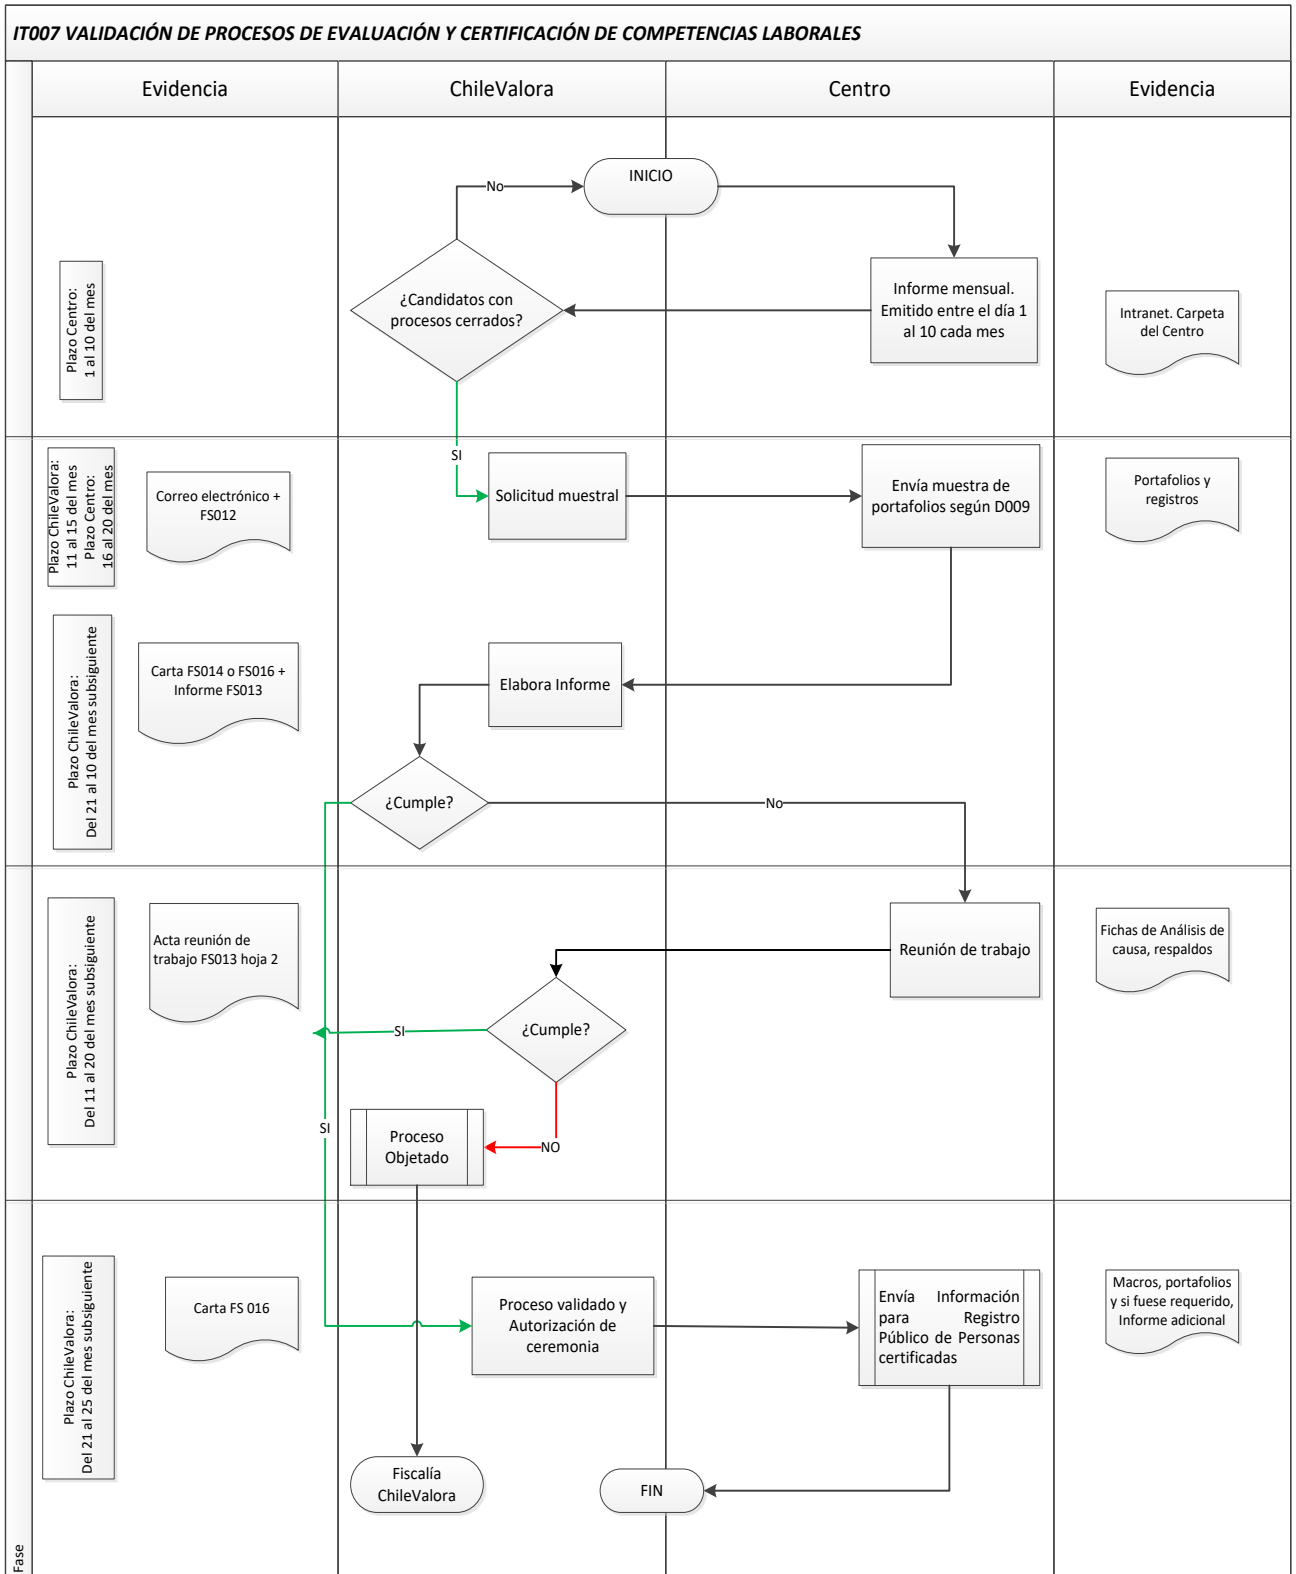 IT007 VALIDACIÓN DE PROCESOS DE EVALUACIÓN Y CERTIFICACIÓN DE COMPETENCIAS LABORALES
Evidencia
ChileValora
Centro
Evidencia
INICIO
No
Plazo Centro:
1 al 10 del mes
¿Candidatos con
procesos cerrados?
Informe mensual.
Emitido entre el día 1
al 10 cada mes
Intranet. Carpeta
del Centro
SI
Plazo ChileValora:
11 al 15 del mes
Plazo Centro:
16 al 20 del mes
Correo electrónico +
FS012
Solicitud muestral
Envía muestra de
portafolios según D009
Portafolios y
registros
Plazo ChileValora:
Del 21 al 10 del mes subsiguiente
Carta FS014 o FS016 +
Informe FS013
Elabora Informe
¿Cumple?
No
Plazo ChileValora:
Del 11 al 20 del mes subsiguiente
Acta reunión de
trabajo FS013 hoja 2
Reunión de trabajo
Fichas de Análisis de
causa, respaldos
¿Cumple?
SI
SI
NO
Proceso
Objetado
Plazo ChileValora:
Del 21 al 25 del mes subsiguiente
Carta FS 016
Proceso validado y
Autorización de
ceremonia
Envía Información
para Registro
Público de Personas
certificadas
Macros, portafolios
y si fuese requerido,
Informe adicional
Fiscalía
ChileValora
FIN
Fase